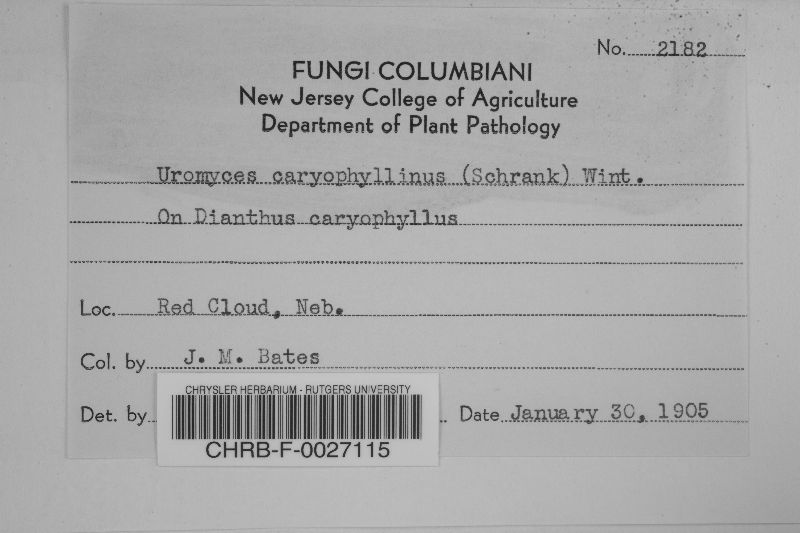 No. 2182
FUNGI COLUMBIANI
New Jersey College of Agriculture
Department of Plant Pathology
Uromyces caryophyllinus (Schrank) Wint.
On Dianthus caryophyllus
Loc. Red Cloud, Neb.
Col. by J. M. Bates
Det. by Date January 30, 1905
CHRYSLER HERBARIUM - RUTGERS UNIVERSITY
CHRB-F-0027115